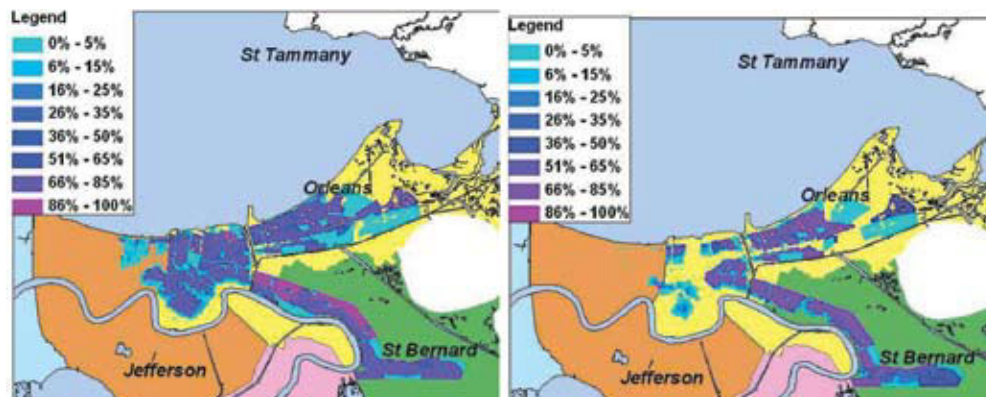 Legend
0% - 5%
6% - 15%
16% - 25%
26% - 35%
36% - 50%
51% - 65%
66% - 85%
86% - 100%
St Tammany
Orleans
St Bernard
Jefferson
Legend
0% - 5%
6% - 15%
16% - 25%
26% - 35%
36% - 50%
51% - 65%
66% - 85%
86% - 100%
St Tammany
Orleans
St Bernard
Jefferson